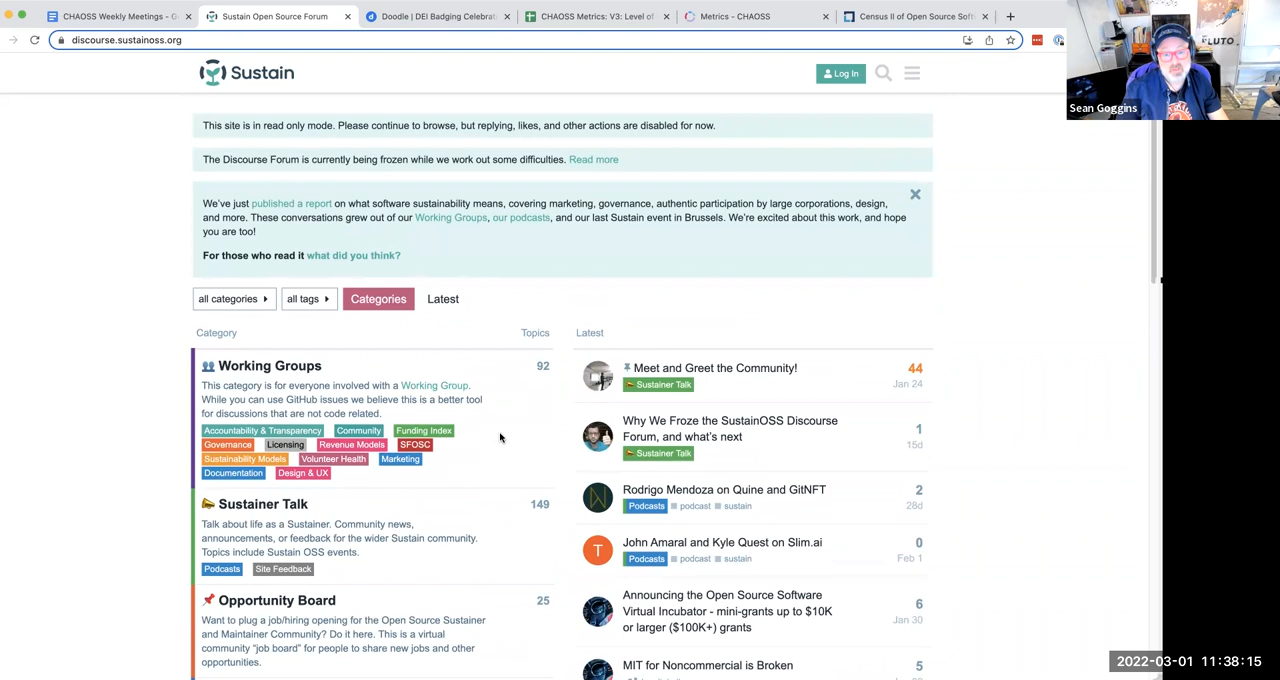 CHAOSS Weekly Meetings - G
Sustain Open Source Forum
Doodle | DEI Badging Celebrat
CHAOSS Metrics: V3: Level of
Metrics - CHAOSS
Census II of Open Source Soft
discourse.sustainoss.org
PLUTO
Sean Goggins
Sustain
Log In
This site is in read only mode. Please continue to browse, but replying, likes, and other actions are disabled for now.
The Discourse Forum is currently being frozen while we work out some difficulties. Read more
We've just published a report on what software sustainability means, covering marketing, governance, authentic participation by large corporations, design,
and more. These conversations grew out of our Working Groups, our podcasts, and our last Sustain event in Brussels. We're excited about this work, and hope
you are too!
For those who read it what did you think?
all categories
all tags
Categories
Latest
Category
Topics
Working Groups
92
This category is for everyone involved with a Working Group.
While you can use GitHub issues we believe this is a better tool
for discussions that are not code related.
Accountability & Transparency Community Funding Index
Governance Licensing Revenue Models SFOSC
Sustainability Models Volunteer Health Marketing
Documentation Design & UX
Sustainer Talk
149
Talk about life as a Sustainer. Community news,
announcements, or feedback for the wider Sustain community.
Topics include Sustain OSS events.
Podcasts Site Feedback
Opportunity Board
25
Want to plug a job/hiring opening for the Open Source Sustainer
and Maintainer Community? Do it here. This is a virtual
community "job board" for people to share new jobs and other
opportunities.
Latest
Meet and Greet the Community!
Sustainer Talk
44
Jan 24
Why We Froze the SustainOSS Discourse
Forum, and what's next
Sustainer Talk
1
15d
Rodrigo Mendoza on Quine and GitNFT
Podcasts podcast sustain
2
28d
T
John Amaral and Kyle Quest on Slim.ai
Podcasts podcast sustain
0
Feb 1
Announcing the Open Source Software
Virtual Incubator - mini-grants up to $10K
or larger ($100K+) grants
6
Jan 30
MIT for Noncommercial is Broken
5
2022-03-01 11:38:15